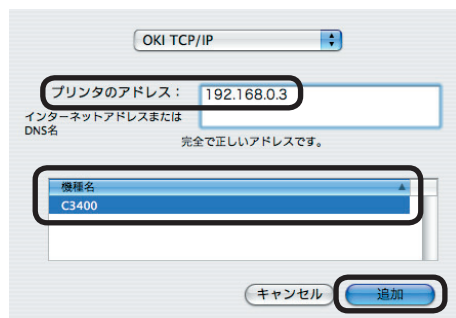 OKI TCP/IP
プリンタのアドレス： 192.168.0.3
インターネットアドレスまたは
DNS名
完全で正しいアドレスです。
機種名
C3400
キャンセル 追加